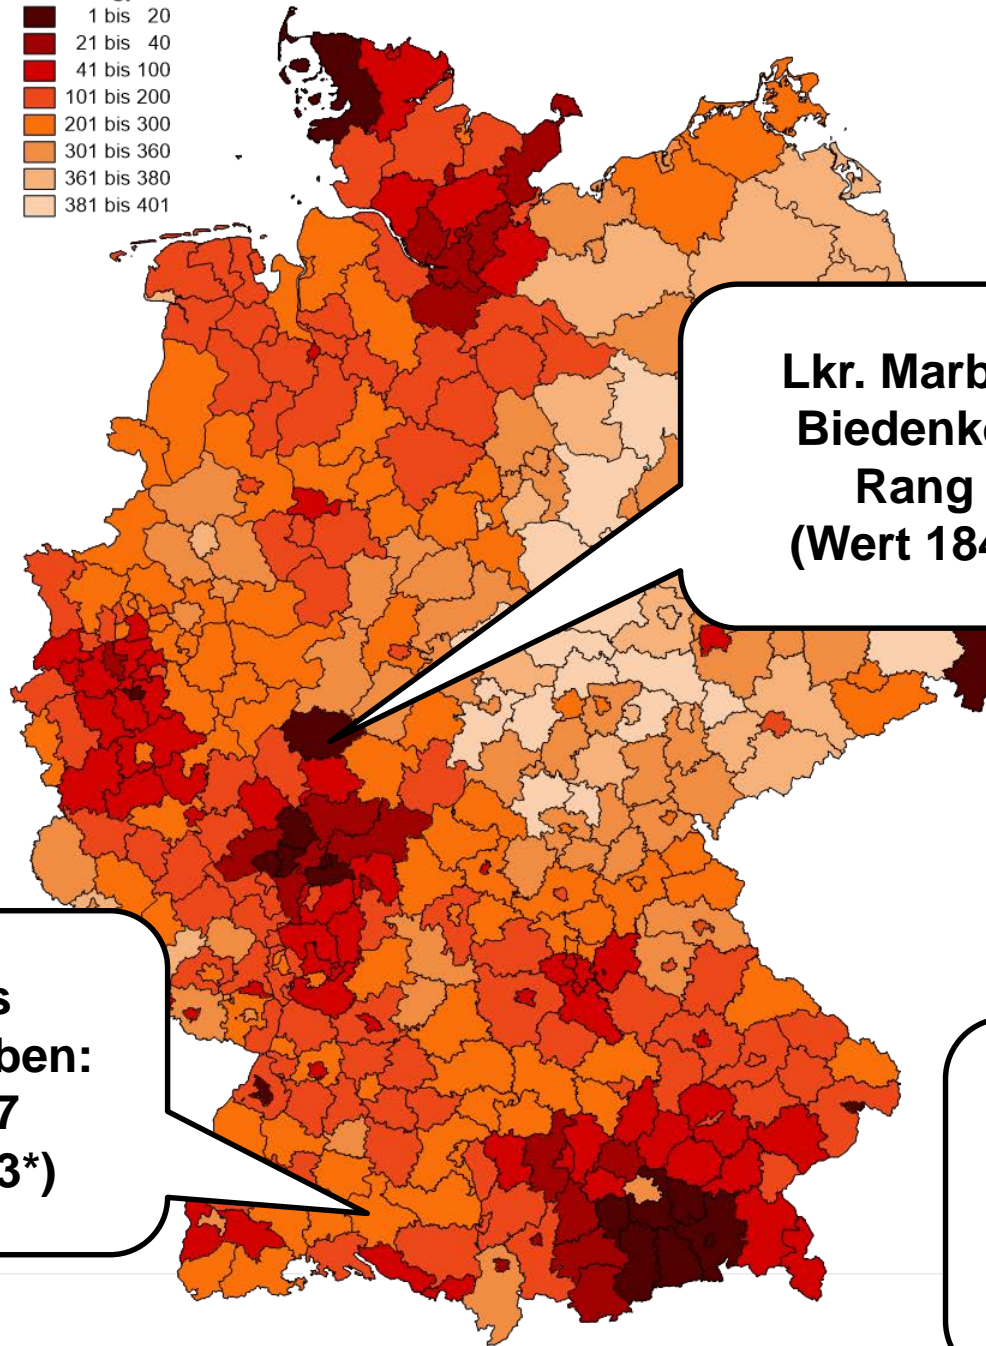 1 bis 20
21 bis 40
41 bis 100
101 bis 200
201 bis 300
301 bis 360
361 bis 380
381 bis 401
Lkr. Marb
Biedenk
Rang
(Wert 184
s
ben:
7
3*)